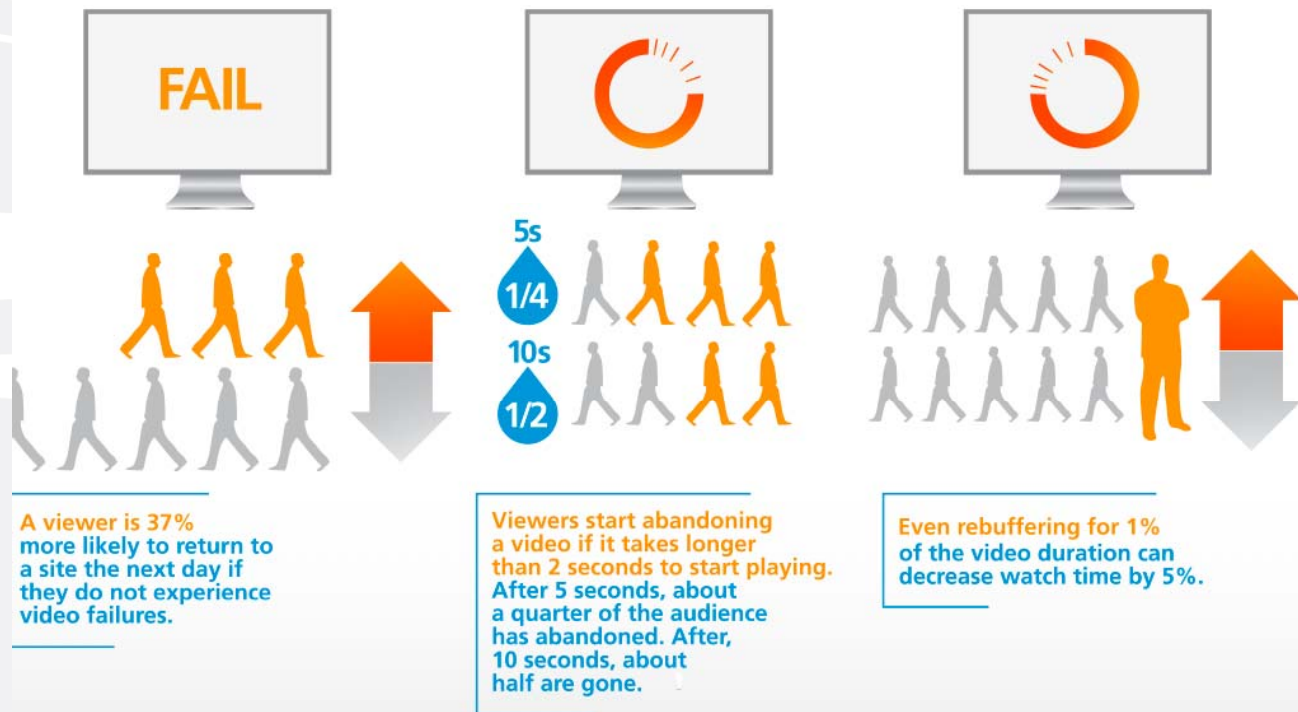 FAIL
5s
1/4
10s
1/2
A viewer is 37%
more likely to return to
a site the next day if
they do not experience
video failures.
Viewers start abandoning
a video if it takes longer
than 2 seconds to start playing.
After 5 seconds, about
a quarter of the audience
has abandoned. After,
10 seconds, about
half are gone.
Even rebuffering for 1%
of the video duration can
decrease watch time by 5%.